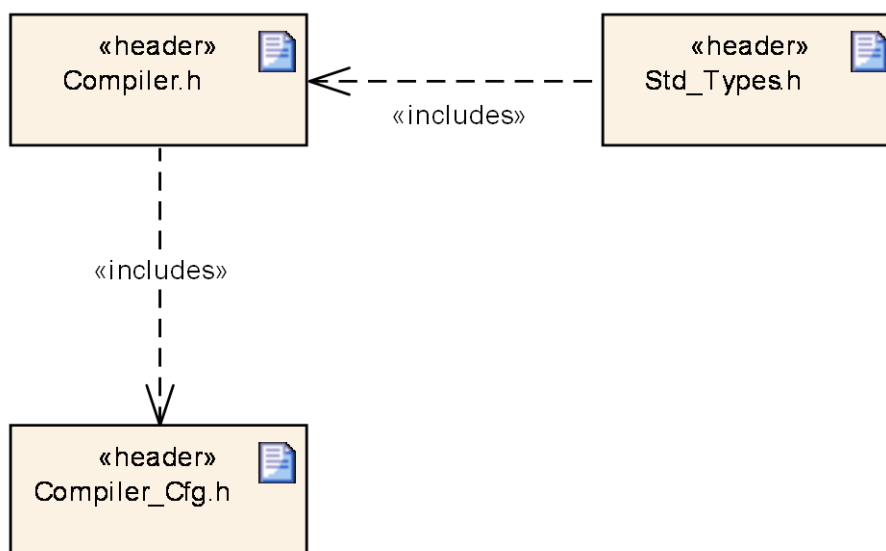 «header»
Compiler.h
«header»
Std_Types.h
«includes»
«includes»
«header»
Compiler_Cfg.h